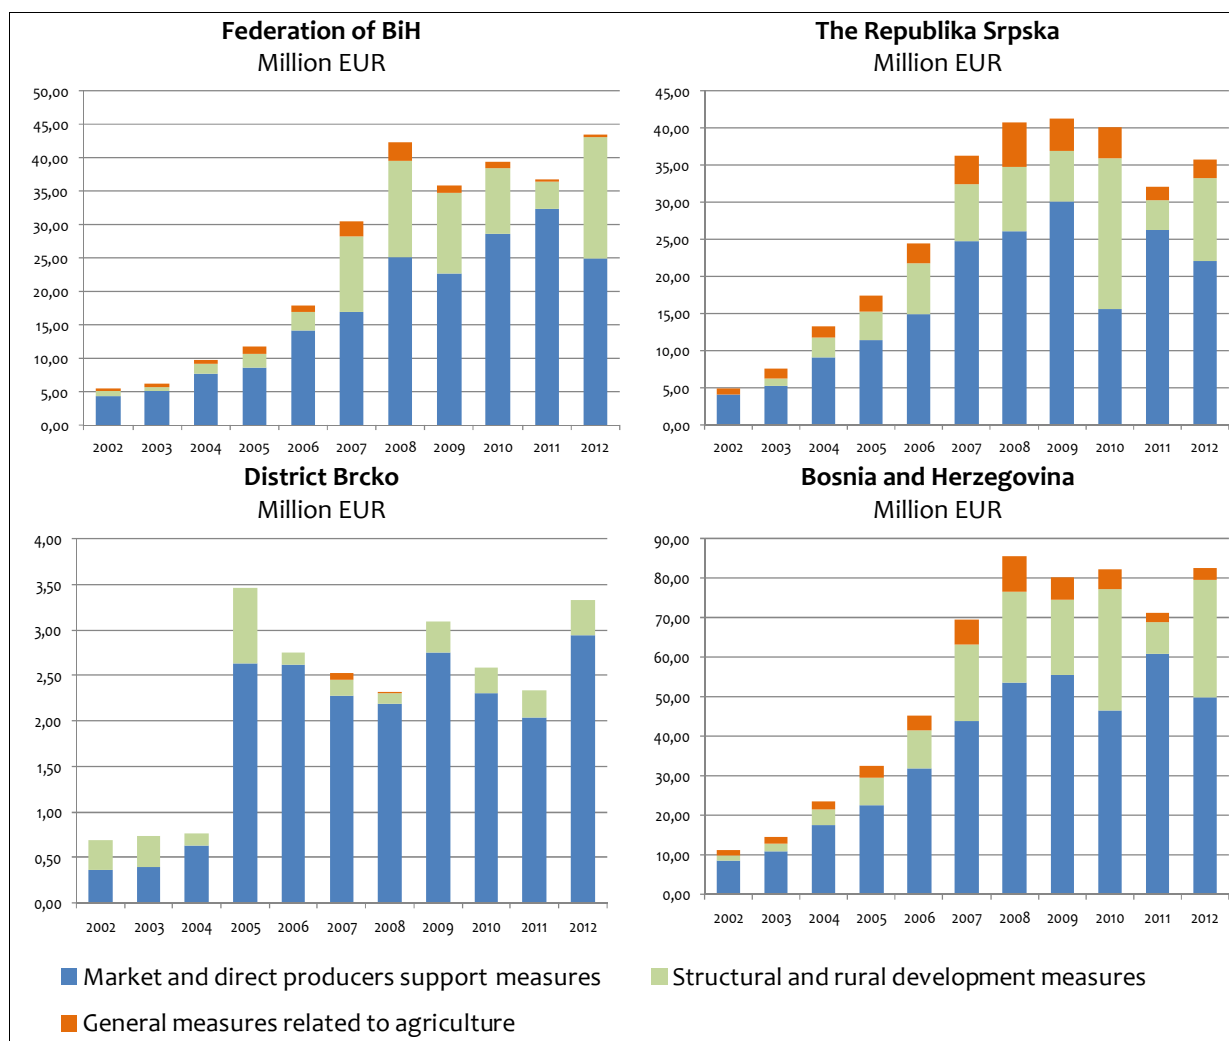 Federation of BiH
Million EUR
50,00
45,00
40,00
35,00
30,00
25,00
20,00
15,00
10,00
5,00
0,00
2002 2003 2004 2005 2006 2007 2008 2009 2010 2011 2012
The Republika Srpska
Million EUR
45,00
40,00
35,00
30,00
25,00
20,00
15,00
10,00
5,00
0,00
2002 2003 2004 2005 2006 2007 2008 2009 2010 2011 2012
District Brcko
Million EUR
4,00
3,50
3,00
2,50
2,00
1,50
1,00
0,50
0,00
2002 2003 2004 2005 2006 2007 2008 2009 2010 2011 2012
Bosnia and Herzegovina
Million EUR
90,00
80,00
70,00
60,00
50,00
40,00
30,00
20,00
10,00
0,00
2002 2003 2004 2005 2006 2007 2008 2009 2010 2011 2012
Market and direct producers support measures
Structural and rural development measures
General measures related to agriculture